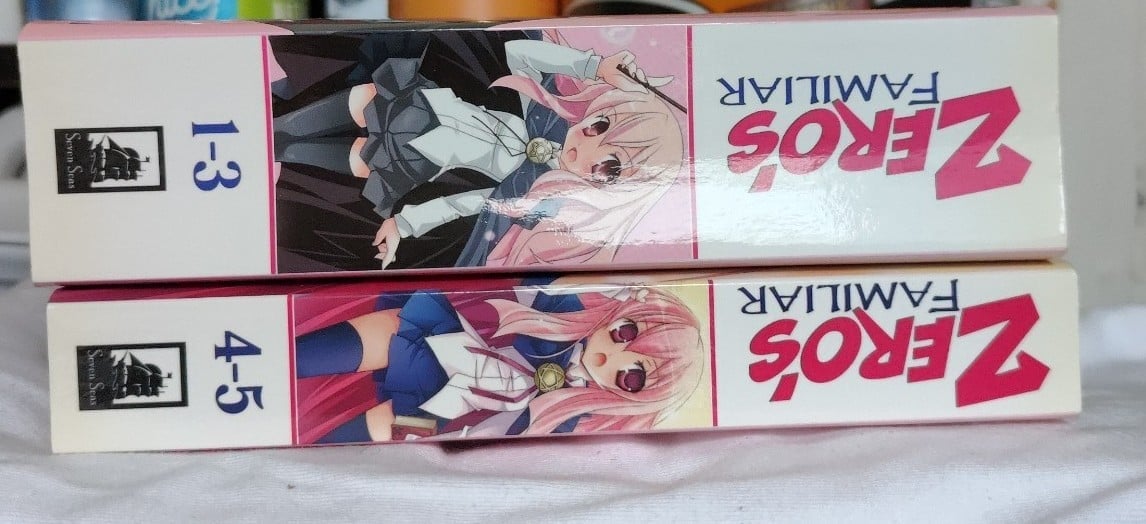 ZERO'S
FAMILIAR
1-3
Seven Seas
ZERO'S
FAMILIAR
4-5
Seven Seas